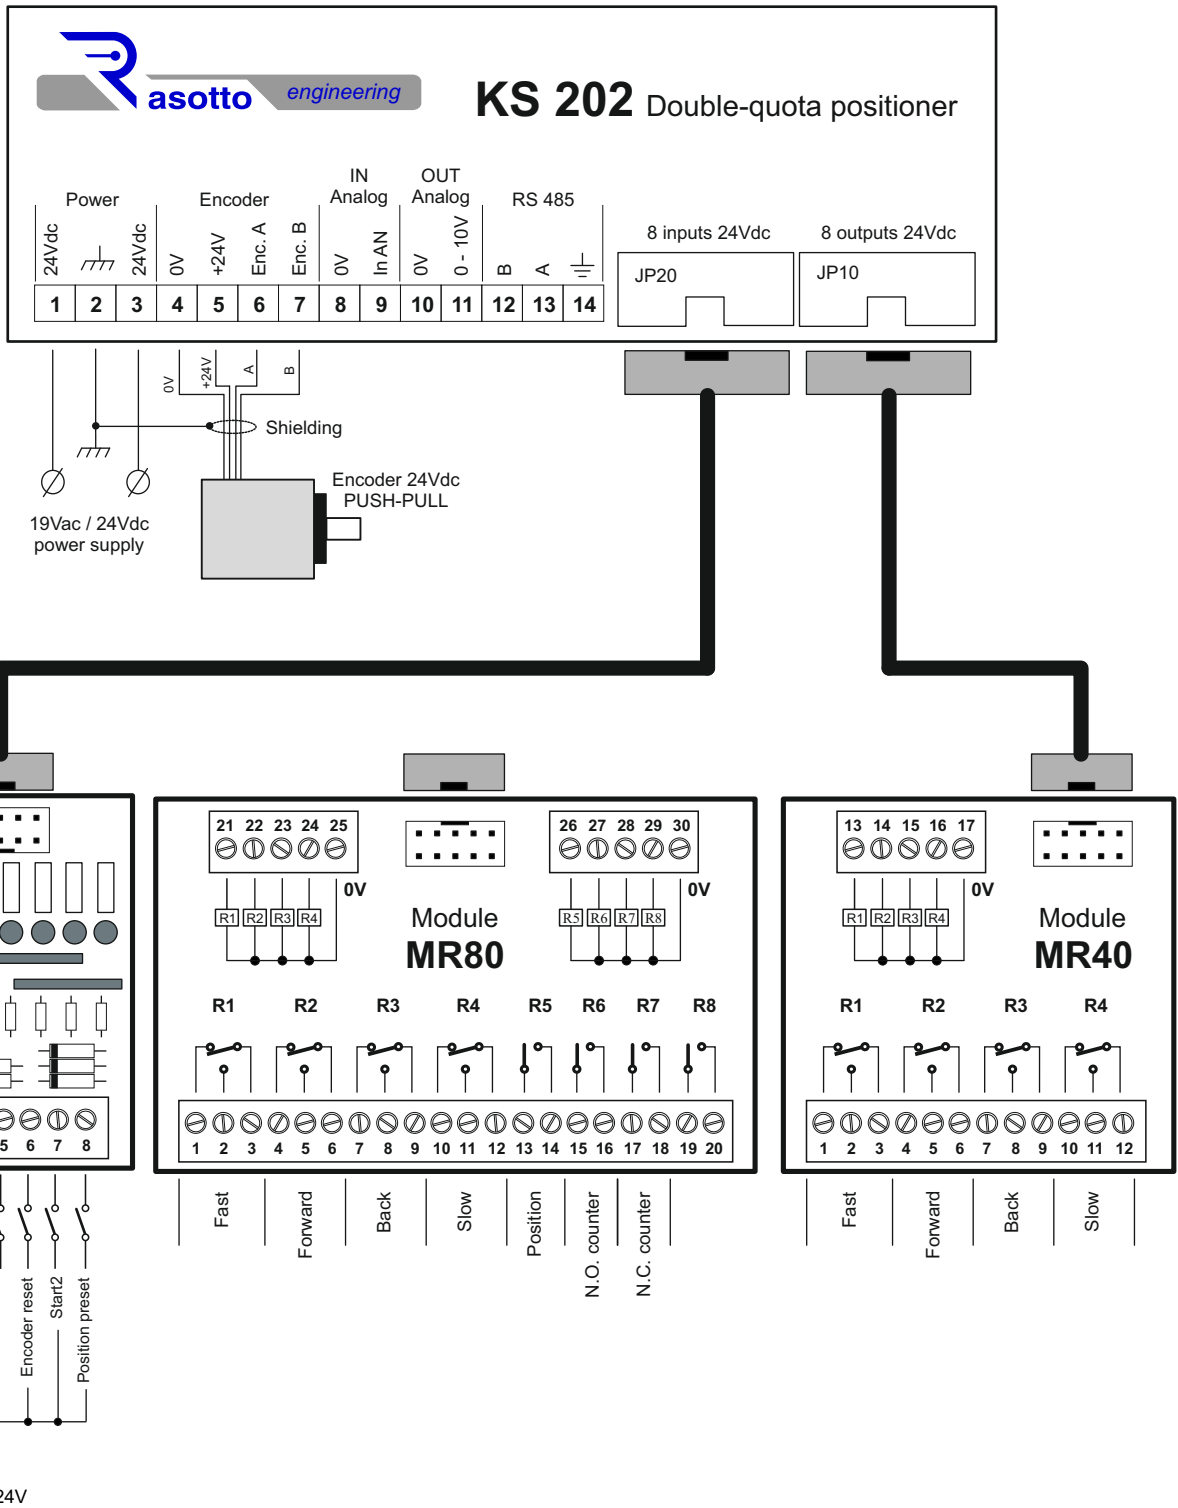 asotto engineering
KS 202 Double-quota positioner
IN OUT
Power Encoder Analog Analog RS 485
24Vdc 24Vdc 0V +24V Enc. A Enc. B 0V In AN 0V 0 - 10V B A
8 inputs 24Vdc 8 outputs 24Vdc
JP20 JP10
1 2 3 4 5 6 7 8 9 10 11 12 13 14
0V +24V A B
Shielding
Encoder 24Vdc
PUSH-PULL
19Vac / 24Vdc
power supply
21 22 23 24 25 26 27 28 29 30 13 14 15 16 17
0V 0V 0V
R1 R2 R3 R4 R5 R6 R7 R8 R1 R2 R3 R4
Module
MR80
Module
MR40
R1 R2 R3 R4 R5 R6 R7 R8 R1 R2 R3 R4
5 6 7 8
1 2 3 4 5 6 7 8 9 10 11 12 13 14 15 16 17 18 19 20
1 2 3 4 5 6 7 8 9 10 11 12
Fast Forward Back Slow Position N.O. counter N.C. counter
Fast Forward Back Slow
Encoder reset
Start2
Position preset
24V